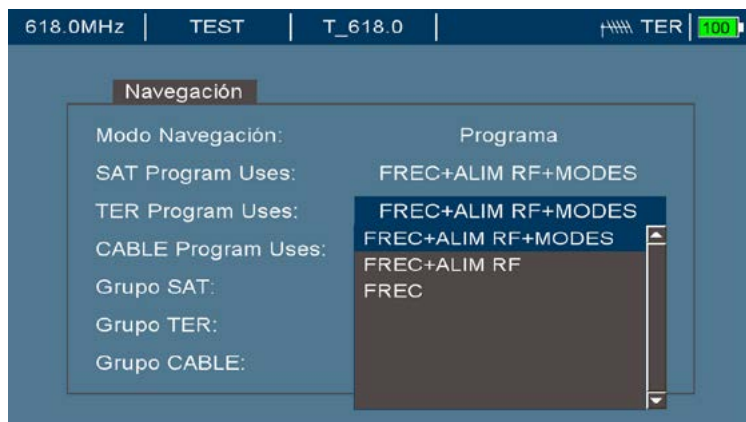 618.0MHz TEST T_618.0 TER 100
Navegación
Modo Navegación: Programa
SAT Program Uses: FREC+ALIM RF+MODES
TER Program Uses: FREC+ALIM RF+MODES
FREC+ALIM RF+MODES
CABLE Program Uses:
FREC+ALIM RF
Grupo SAT:
FREC
Grupo TER:
Grupo CABLE: